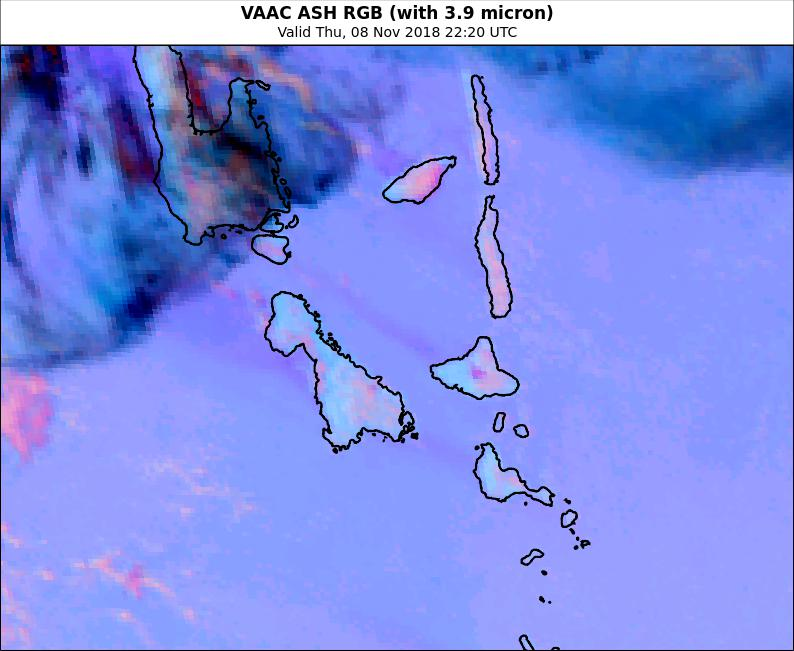 VAAC ASH RGB (with 3.9 micron)
Valid Thu, 08 Nov 2018 22:20 UTC